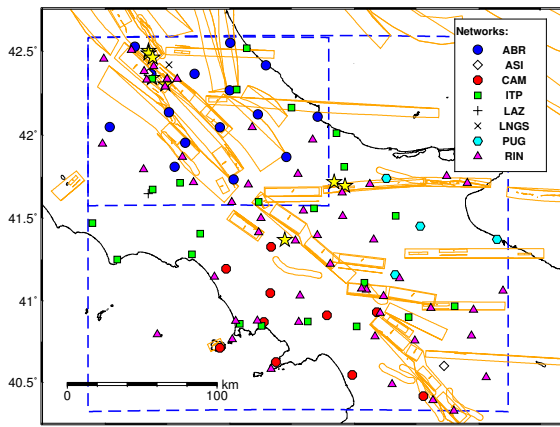 42.5°
42°
41.5°
41°
40.5°
Networks:
ABR
ASI
CAM
ITP
LAZ
LNGS
PUG
RIN
km
0
100